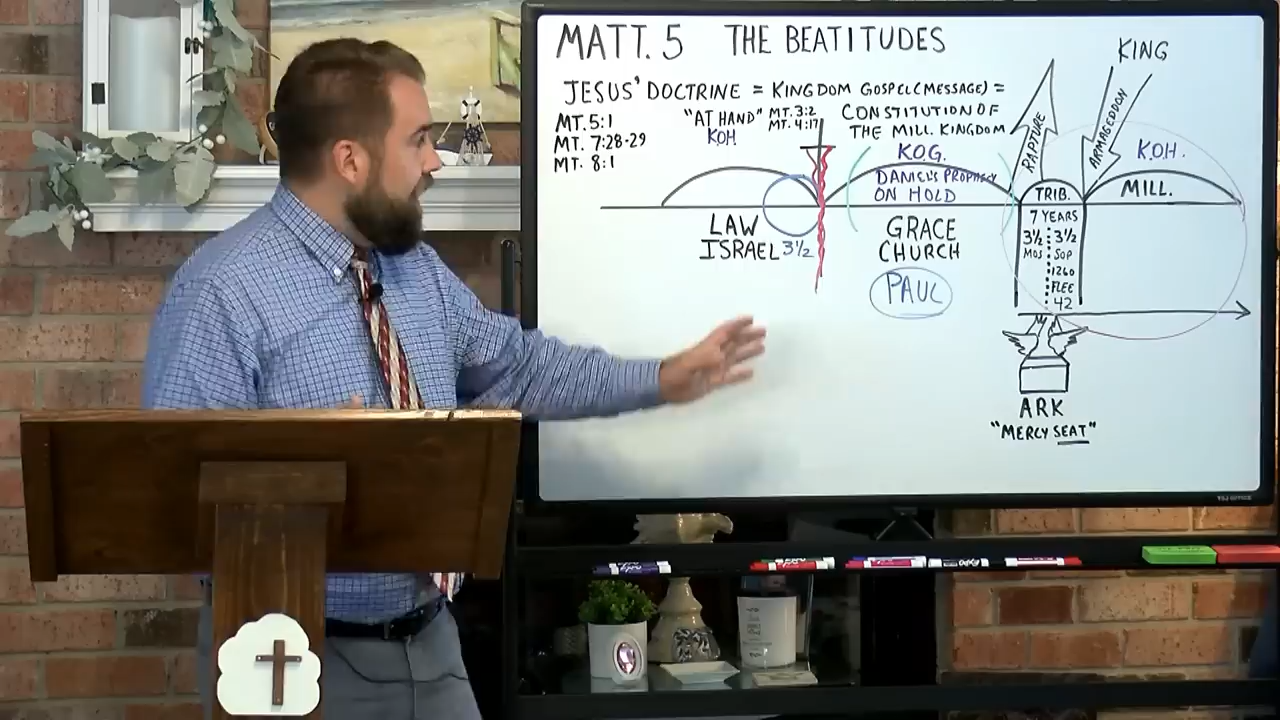 MATT. 5 THE BEATITUDES
JESUS' DOCTRINE = KINGDOM GOSPEL (MESSAGE) =
MT. 5:1
MT. 7:28-29
MT. 8:1
"AT HAND" MT. 3:2
MT. 4:17
KOH
CONSTITUTION OF
THE MILL. KINGDOM
KING
RAPTURE
ARMAGEDDON
K.O.G.
DANIEL'S PROPHECY
ON HOLD
K.O.H.
TRIB.
MILL.
LAW
ISRAEL 3½
GRACE
CHURCH
PAUL
7 YEARS
3½ 3½
MOS SOP
1260
FLEE
42
ARK
"MERCY SEAT"
EXPO